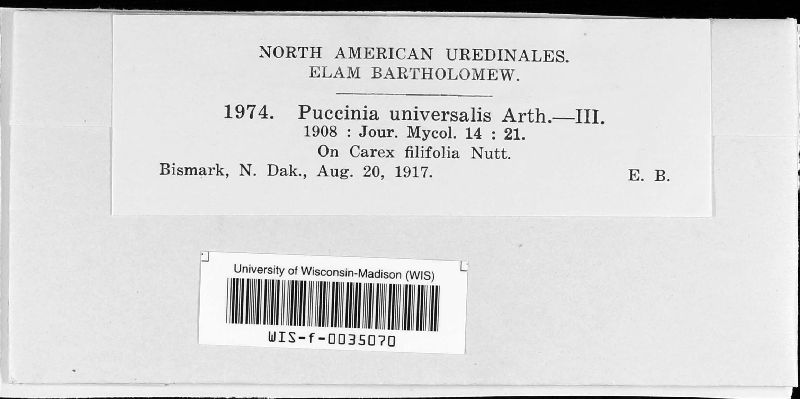 NORTH AMERICAN UREDINALES.
ELAM BARTHOLOMEW.
1974. Puccinia universalis Arth.—III.
1908 : Jour. Mycol. 14 : 21.
On Carex filifolia Nutt.
Bismark, N. Dak., Aug. 20, 1917. E. B.
University of Wisconsin-Madison (WIS)
WIS-f-0035070